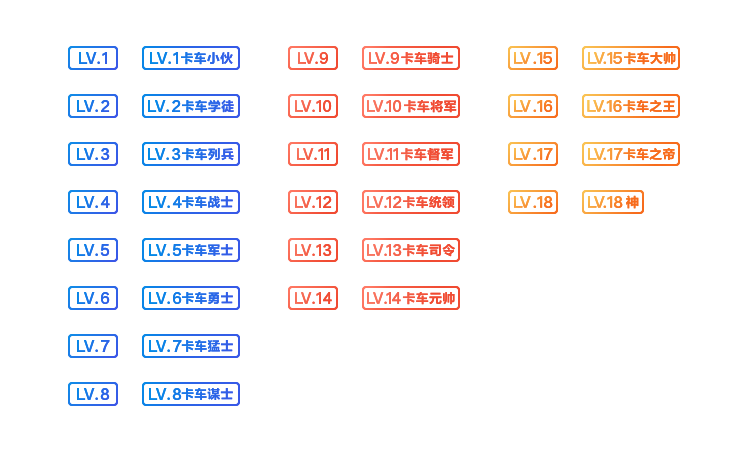 LV.1 LV.1卡车小伙
LV.2 LV.2卡车学徒
LV.3 LV.3卡车列兵
LV.4 LV.4卡车战士
LV.5 LV.5卡车军士
LV.6 LV.6卡车勇士
LV.7 LV.7卡车猛士
LV.8 LV.8卡车谋士
LV.9 LV.9卡车骑士
LV.10 LV.10卡车将军
LV.11 LV.11卡车督军
LV.12 LV.12卡车统领
LV.13 LV.13卡车司令
LV.14 LV.14卡车元帅
LV.15 LV.15卡车大帅
LV.16 LV.16卡车之王
LV.17 LV.17卡车之帝
LV.18 LV.18 神